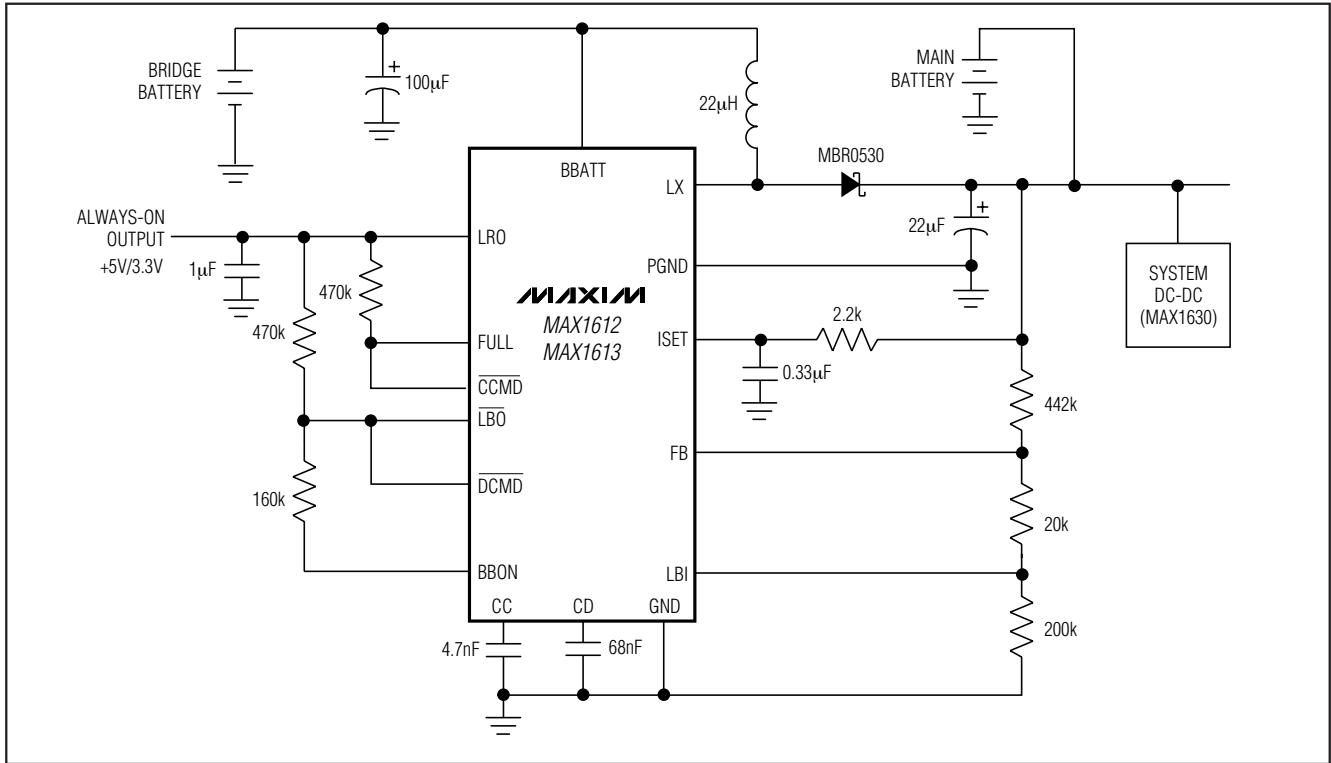 BRIDGE
BATTERY
100µF
22µH
MAIN
BATTERY
MBR0530
BBATT
LX
ALWAYS-ON
OUTPUT
+5V/3.3V
1µF
LRO
22µF
PGND
SYSTEM
DC-DC
(MAX1630)
470k
470k
MAXIM
MAX1612
MAX1613
ISET
2.2k
0.33µF
FULL
CCMD
LBO
442k
FB
DCMD
160k
20k
BBON
LBI
CC
CD
GND
200k
4.7nF
68nF